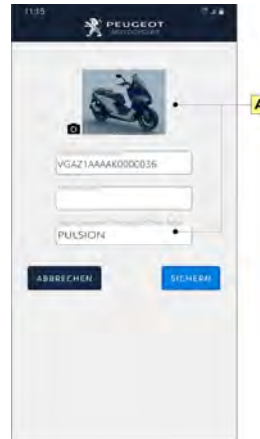 11:15
PEUGEOT
MOTOCYCLES
A
VGAZ1AAAAK0000036
PULSION
ABBRECHEN
SICHERN